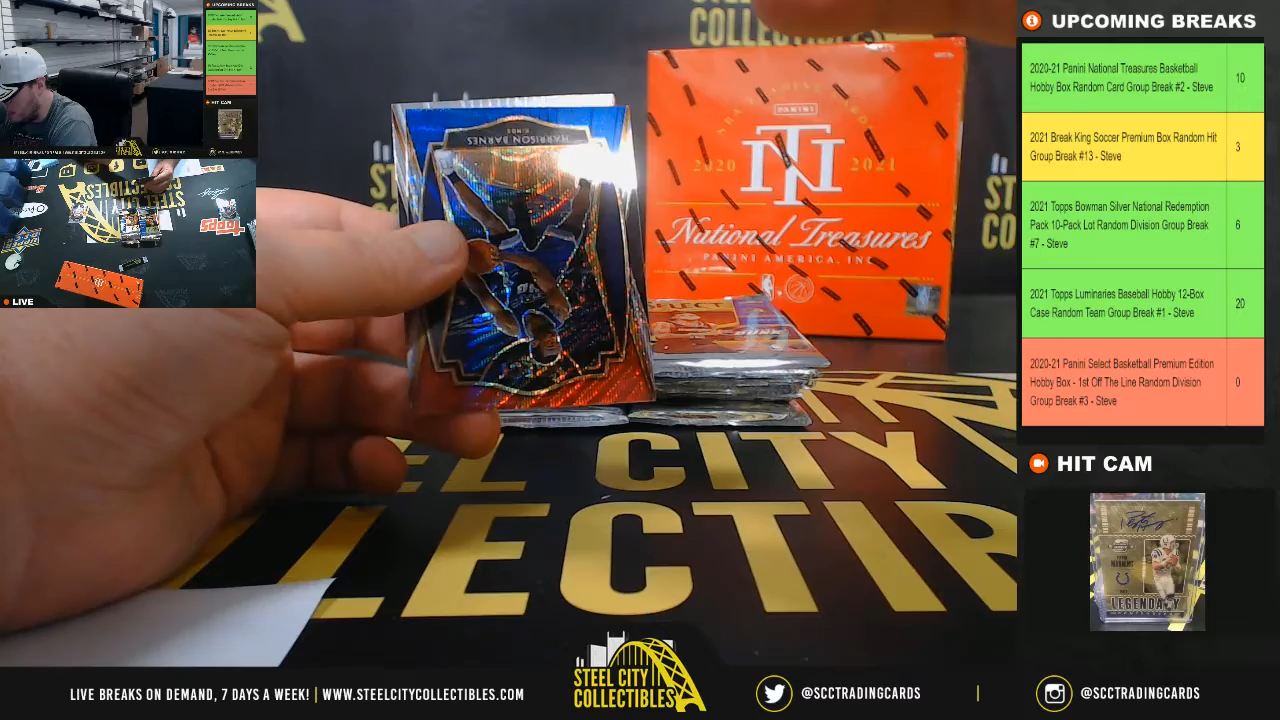 UPCOMING BREAKS
2020-21 Panini National Treasures Basketball
Hobby Box Random Card Group Break #2 - Steve
10
2021 Break King Soccer Premium Box Random Hit
Group Break #13 - Steve
3
2021 Topps Bowman Silver National Redemption
Pack 10-Pack Lot Random Division Group Break
#7 - Steve
6
2021 Topps Luminaries Baseball Hobby 12-Box
Case Random Team Group Break #1 - Steve
20
2020-21 Panini Select Basketball Premium Edition
Hobby Box - 1st Off The Line Random Division
Group Break #3 - Steve
0
HIT CAM
LEGENDARY
LIVE
topps
HARRISON BARNES
KINGS
PANINI
2020 NT 2021
National Treasures
PANINI AMERICA, INC.
SELECT
STEEL CITY
STEEL CITY
COLLECTIBLES
LIVE BREAKS ON DEMAND, 7 DAYS A WEEK! | WWW.STEELCITYCOLLECTIBLES.COM
@SCCTRADINGCARDS
@SCCTRADINGCARDS